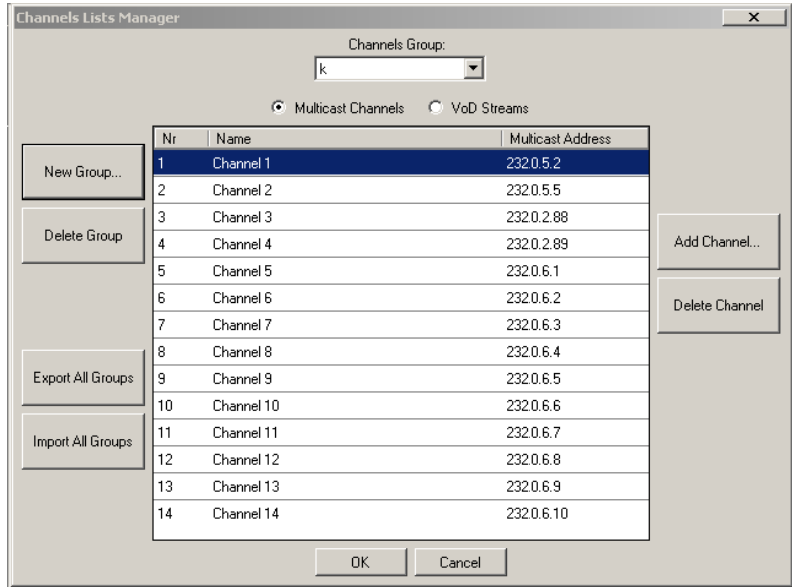 Channels Lists Manager
Channels Group:
k
Multicast Channels VoD Streams
Nr Name Multicast Address
1 Channel 1 232.0.5.2
2 Channel 2 232.0.5.5
3 Channel 3 232.0.2.88
4 Channel 4 232.0.2.89
5 Channel 5 232.0.6.1
6 Channel 6 232.0.6.2
7 Channel 7 232.0.6.3
8 Channel 8 232.0.6.4
9 Channel 9 232.0.6.5
10 Channel 10 232.0.6.6
11 Channel 11 232.0.6.7
12 Channel 12 232.0.6.8
13 Channel 13 232.0.6.9
14 Channel 14 232.0.6.10
New Group...
Delete Group
Export All Groups
Import All Groups
Add Channel...
Delete Channel
OK Cancel